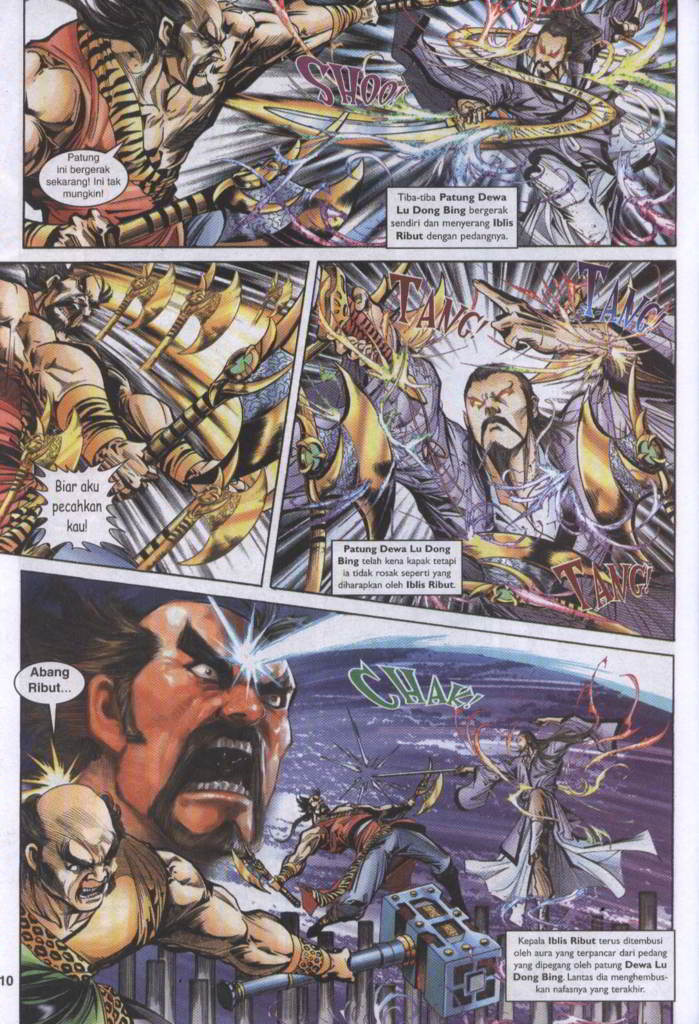 SHOO!
Patung
ini bergerak
sekarang! Ini tak
mungkin!
Tiba-tiba Patung Dewa
Lu Dong Bing bergerak
sendiri dan menyerang Iblis
Ribut dengan pedangnya.
Biar aku
pecahkan
kau!
TANG!
TANG!
Patung Dewa Lu Dong
Bing telah kena kapak tetapi
ia tidak rosak seperti yang
diharapkan oleh Iblis Ribut.
TANG!
Abang
Ribut...
CHAK!
Kepala Iblis Ribut terus ditembusi
oleh aura yang terpancar dari pedang
yang dipegang oleh patung Dewa Lu
Dong Bing. Lantas dia menghembus-
kan nafasnya yang terakhir.
10